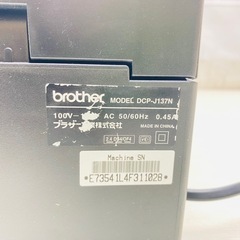 brother MODEL DCP-J137N
100V AC 50/60Hz 0.45A
MADE IN CHINA
Machine SN
*E73541L4F311028*